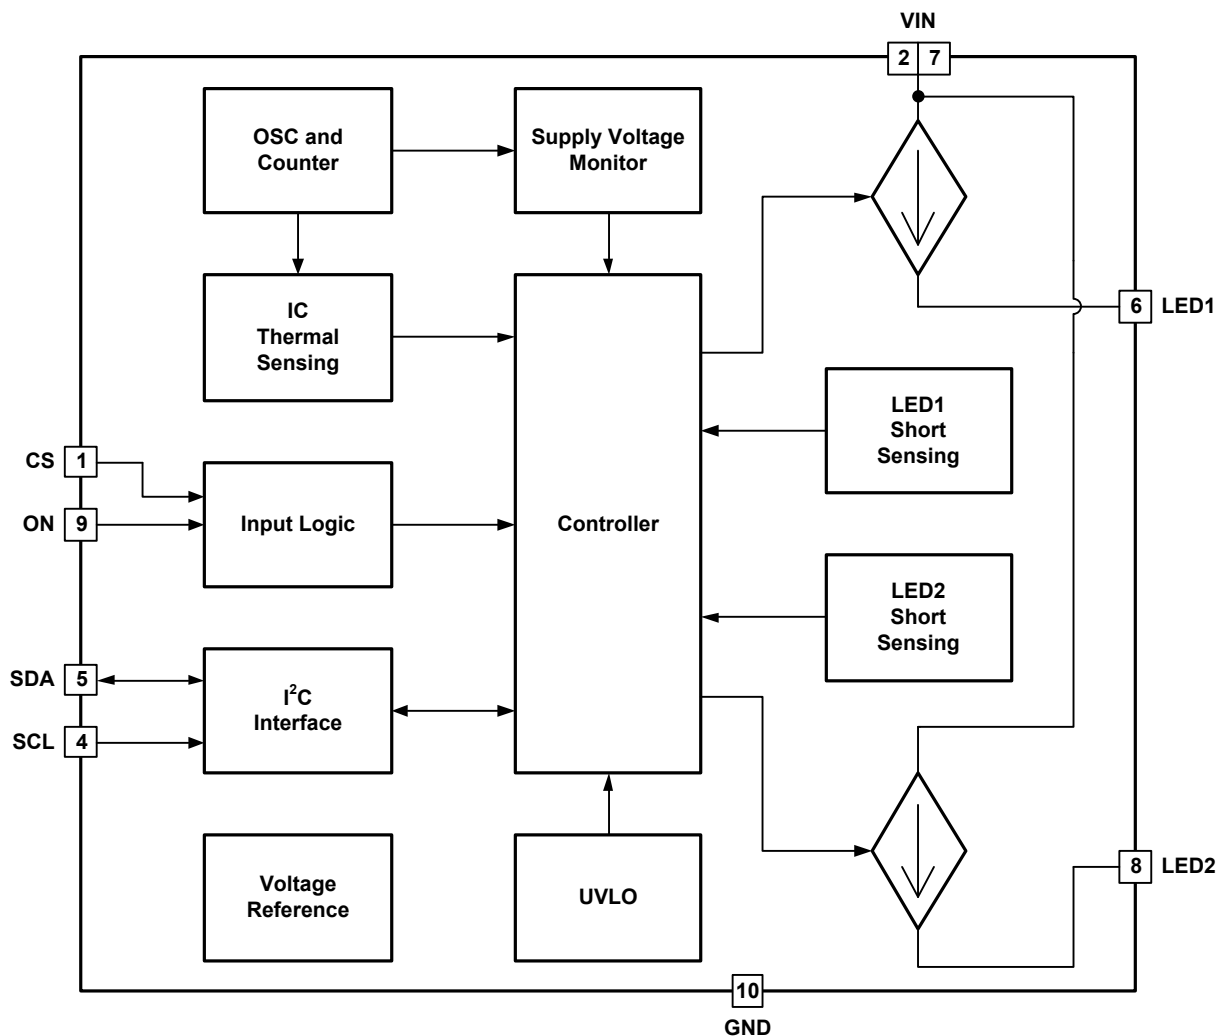 VIN
2 7
OSC and
Counter
Supply Voltage
Monitor
IC
Thermal
Sensing
6 LED1
LED1
Short
Sensing
CS 1
ON 9
Input Logic
Controller
LED2
Short
Sensing
SDA 5
SCL 4
I²C
Interface
Voltage
Reference
UVLO
8 LED2
10
GND